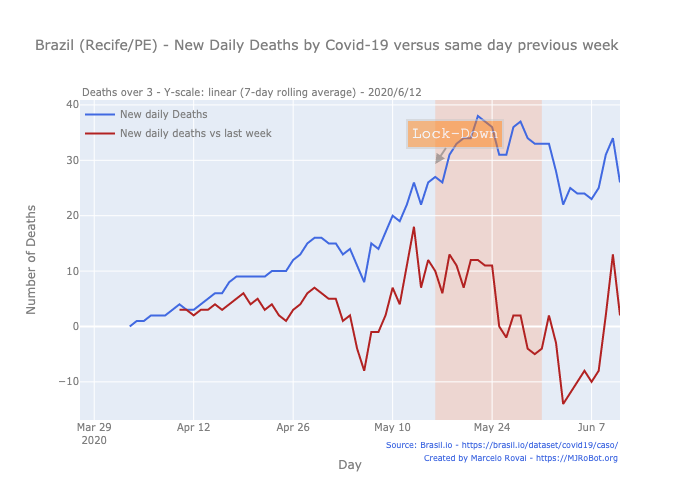 Brazil (Recife/PE) - New Daily Deaths by Covid-19 versus same day previous week
Deaths over 3 - Y-scale: linear (7-day rolling average) - 2020/6/12
New daily Deaths
New daily deaths vs last week
Lock-Down
Number of Deaths
40
30
20
10
0
−10
Mar 29
2020
Apr 12
Apr 26
May 10
May 24
Jun 7
Day
Source: Brasil.io - https://brasil.io/dataset/covid19/caso/
Created by Marcelo Rovai - https://MJRoBot.org